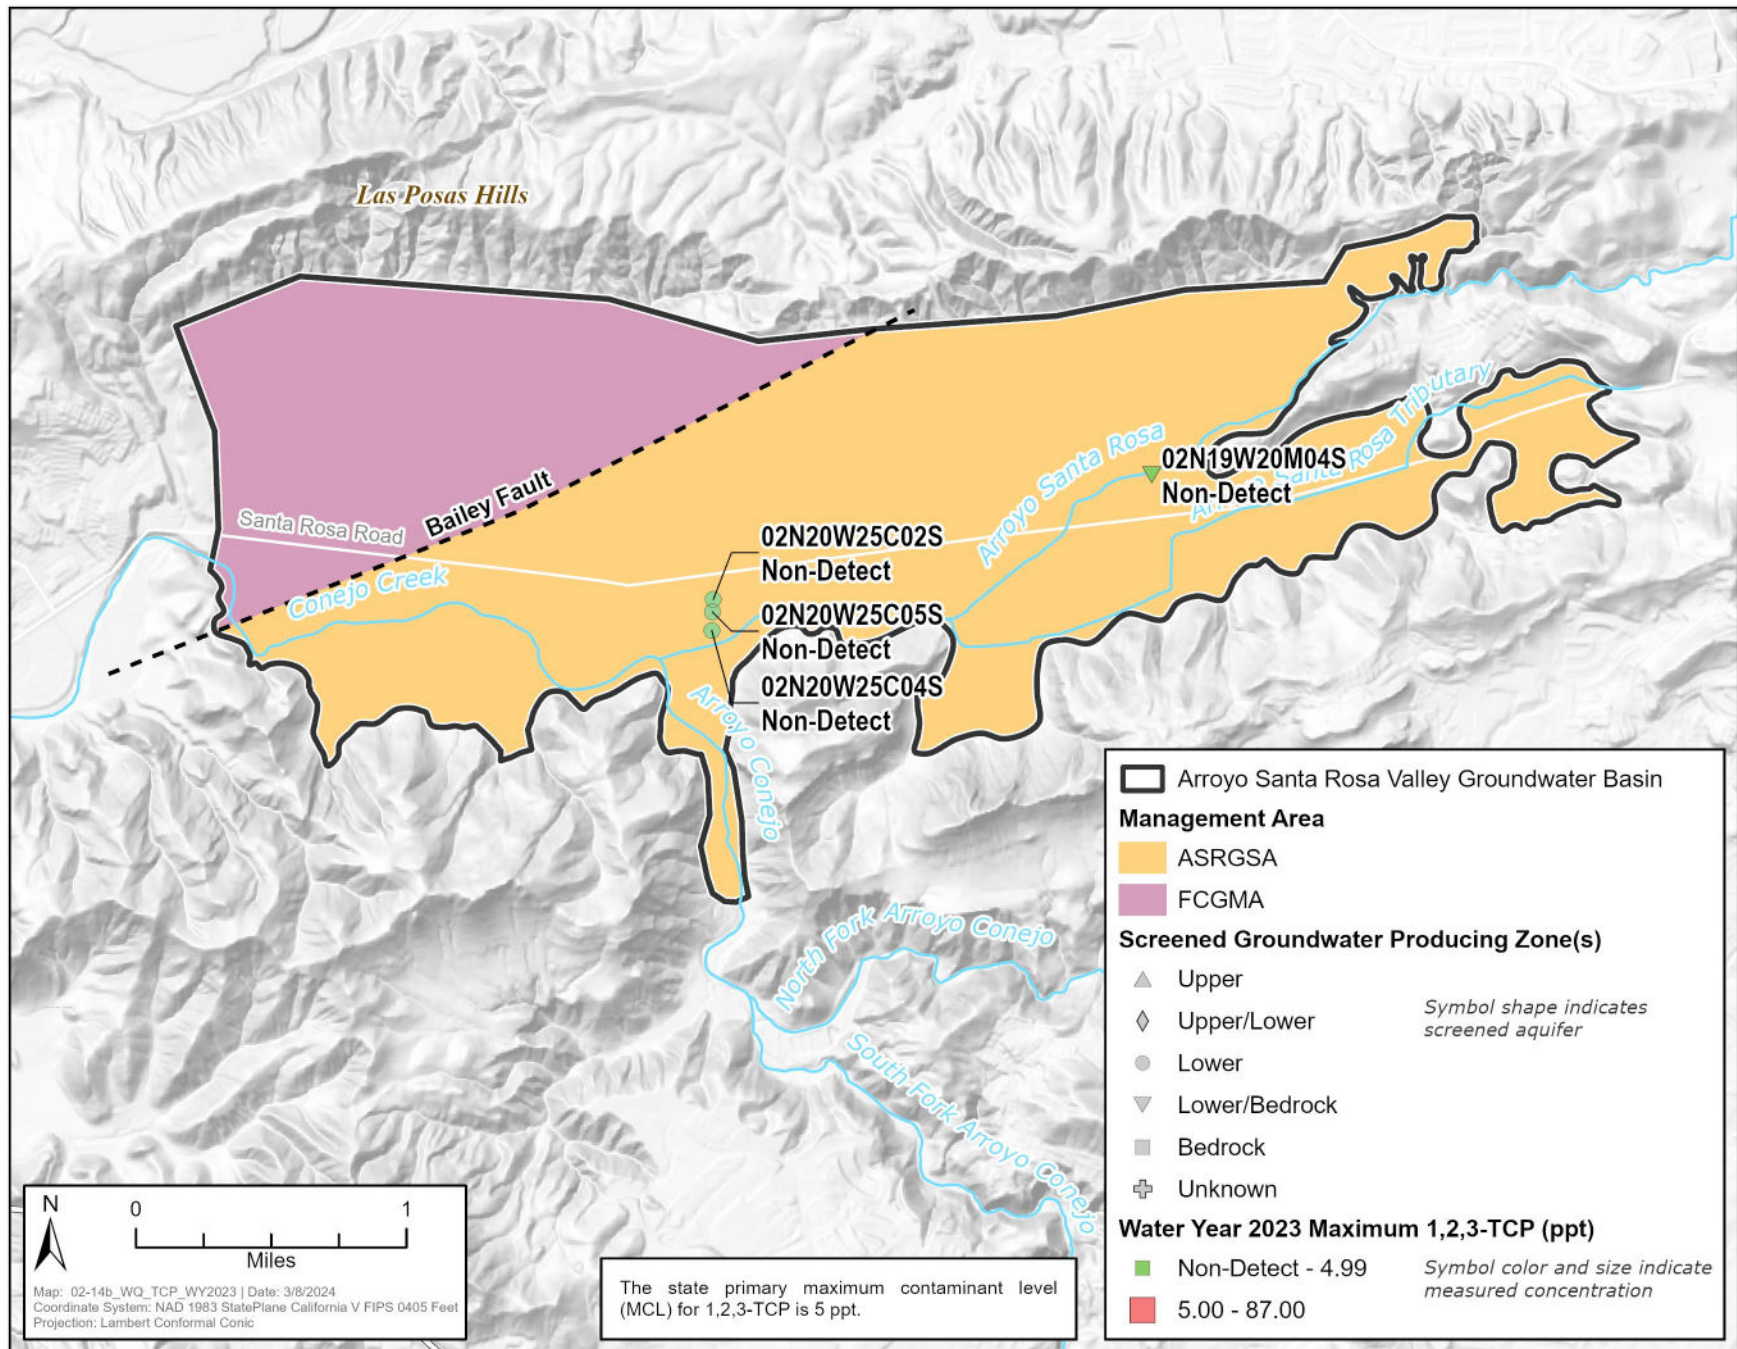 Las Posas Hills
Bailey Fault
Santa Rosa Road
Conejo Creek
Arroyo Santa Rosa
Arroyo Santa Rosa Tributary
02N19W20M04S
Non-Detect
02N20W25C02S
Non-Detect
02N20W25C05S
Non-Detect
02N20W25C04S
Non-Detect
Arroyo Conejo
North Fork Arroyo Conejo
South Fork Arroyo Conejo
Arroyo Santa Rosa Valley Groundwater Basin
Management Area
ASRGSA
FCGMA
Screened Groundwater Producing Zone(s)
Upper
Upper/Lower
Lower
Lower/Bedrock
Bedrock
Unknown
Symbol shape indicates
screened aquifer
Water Year 2023 Maximum 1,2,3-TCP (ppt)
Non-Detect - 4.99
5.00 - 87.00
Symbol color and size indicate
measured concentration
N
0 1
Miles
Map: 02-14b_WQ_TCP_WY2023 | Date: 3/8/2024
Coordinate System: NAD 1983 StatePlane California V FIPS 0405 Feet
Projection: Lambert Conformal Conic
The state primary maximum contaminant level
(MCL) for 1,2,3-TCP is 5 ppt.